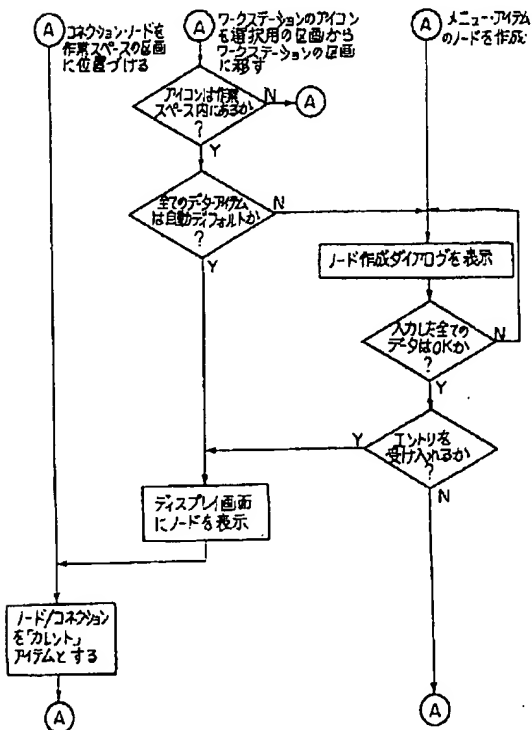 A
コネクション・ノードを
作業スペースの区画
に位置づける
A
ワークステーションのアイコン
を選択用の区画から
ワークステーションの区画
に移す
A
メニュー・アイテム
のノードを作成
アイコンは作業
スペース内にあるか
?
N
A
Y
全てのデータ・アイテム
は自動ディフォルトか
?
N
Y
ノード作成ダイアログを表示
入力した全ての
データはOKか
?
N
Y
エントリを
受け入れるか
?
Y
N
ディスプレイ画面
にノードを表示
ノード/コネクション
を「カレント」
アイテムとする
A
A